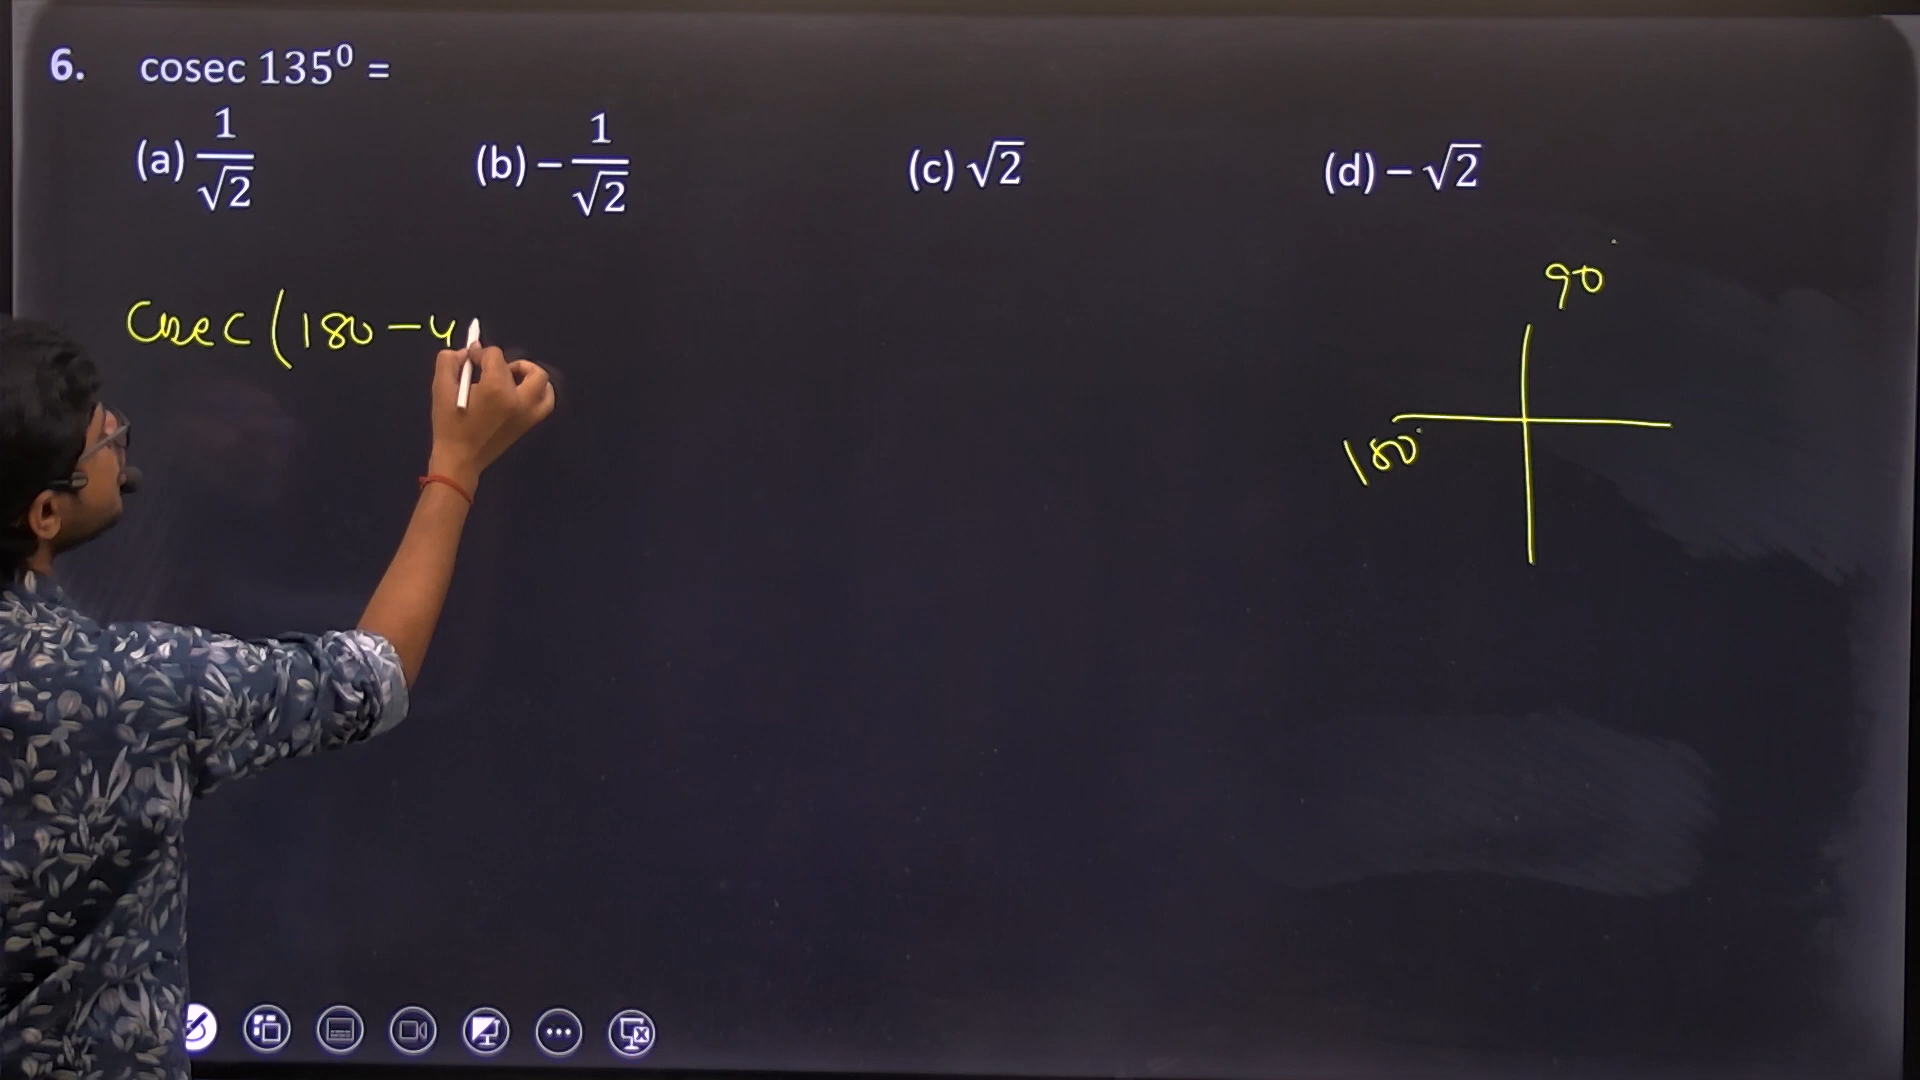 6. cosec 135⁰ =
(a) 1/√2 (b) – 1/√2 (c) √2 (d) – √2
90°
Cosec (180 – 4
180°